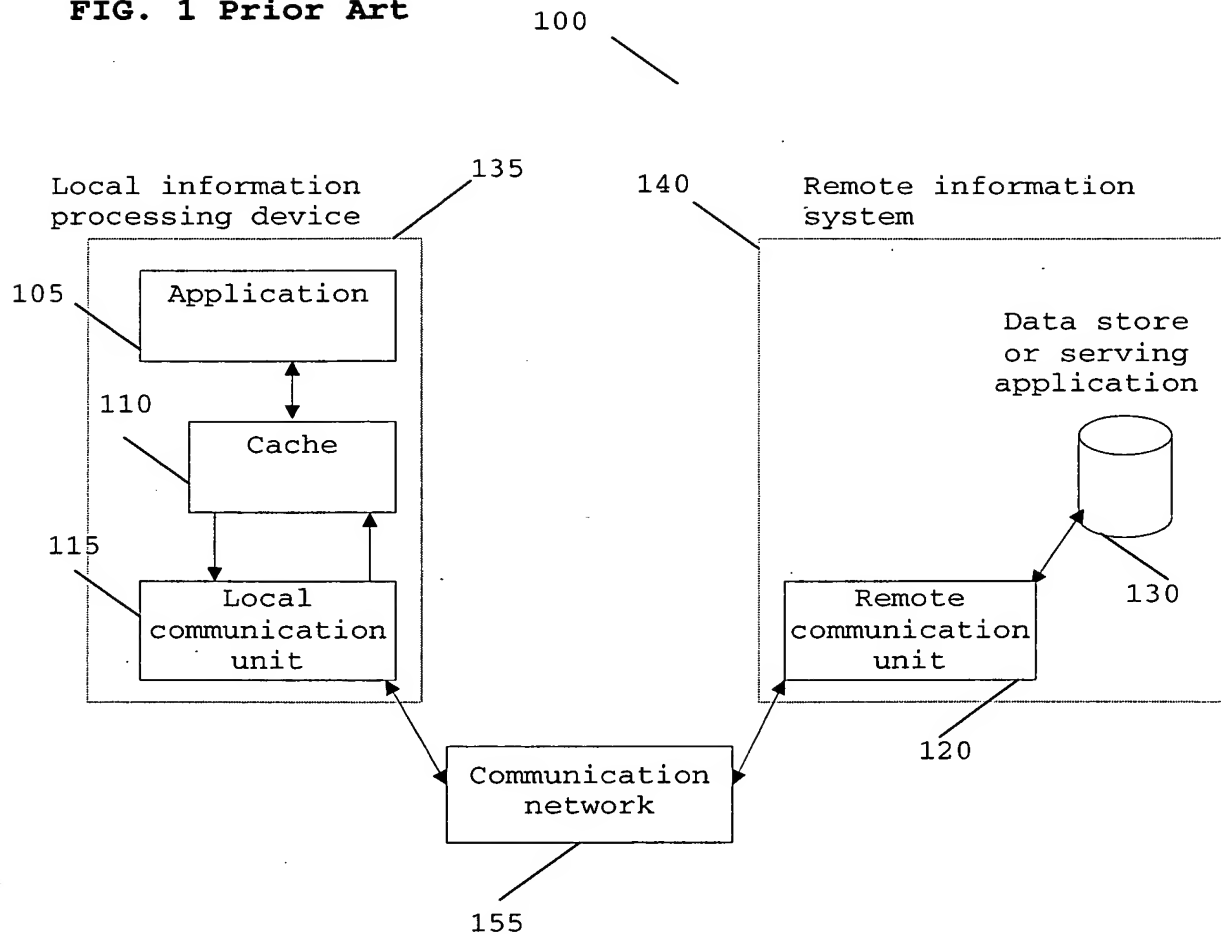 FIG. 1 Prior Art
100
135
140
Local information
processing device
Remote information
system
105
Application
Data store
or serving
application
110
Cache
115
130
Local
communication
unit
Remote
communication
unit
120
Communication
network
155